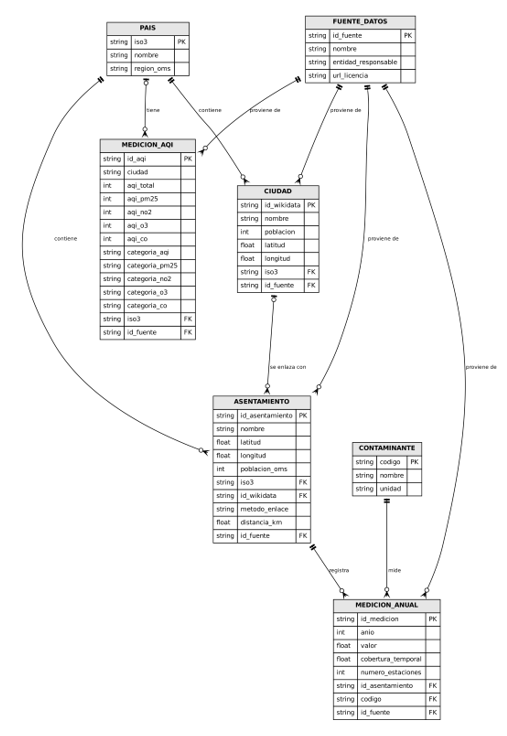 PAIS
string iso3 PK
string nombre
string region_oms
FUENTE_DATOS
string id_fuente PK
string nombre
string entidad_responsable
string url_licencia
tiene
contiene
proviene de
proviene de
MEDICION_AQI
string id_aqi PK
string ciudad
int aqi_total
int aqi_pm25
int aqi_no2
int aqi_o3
int aqi_co
string categoria_aqi
string categoria_pm25
string categoria_no2
string categoria_o3
string categoria_co
string iso3 FK
string id_fuente FK
CIUDAD
string id_wikidata PK
string nombre
int poblacion
float latitud
float longitud
string iso3 FK
string id_fuente FK
contiene
proviene de
se enlaza con
proviene de
ASENTAMIENTO
string id_asentamiento PK
string nombre
float latitud
float longitud
int poblacion_oms
string iso3 FK
string id_wikidata FK
string metodo_enlace
float distancia_km
string id_fuente FK
CONTAMINANTE
string codigo PK
string nombre
string unidad
registra
mide
MEDICION_ANUAL
string id_medicion PK
int anio
float valor
float cobertura_temporal
int numero_estaciones
string id_asentamiento FK
string codigo FK
string id_fuente FK